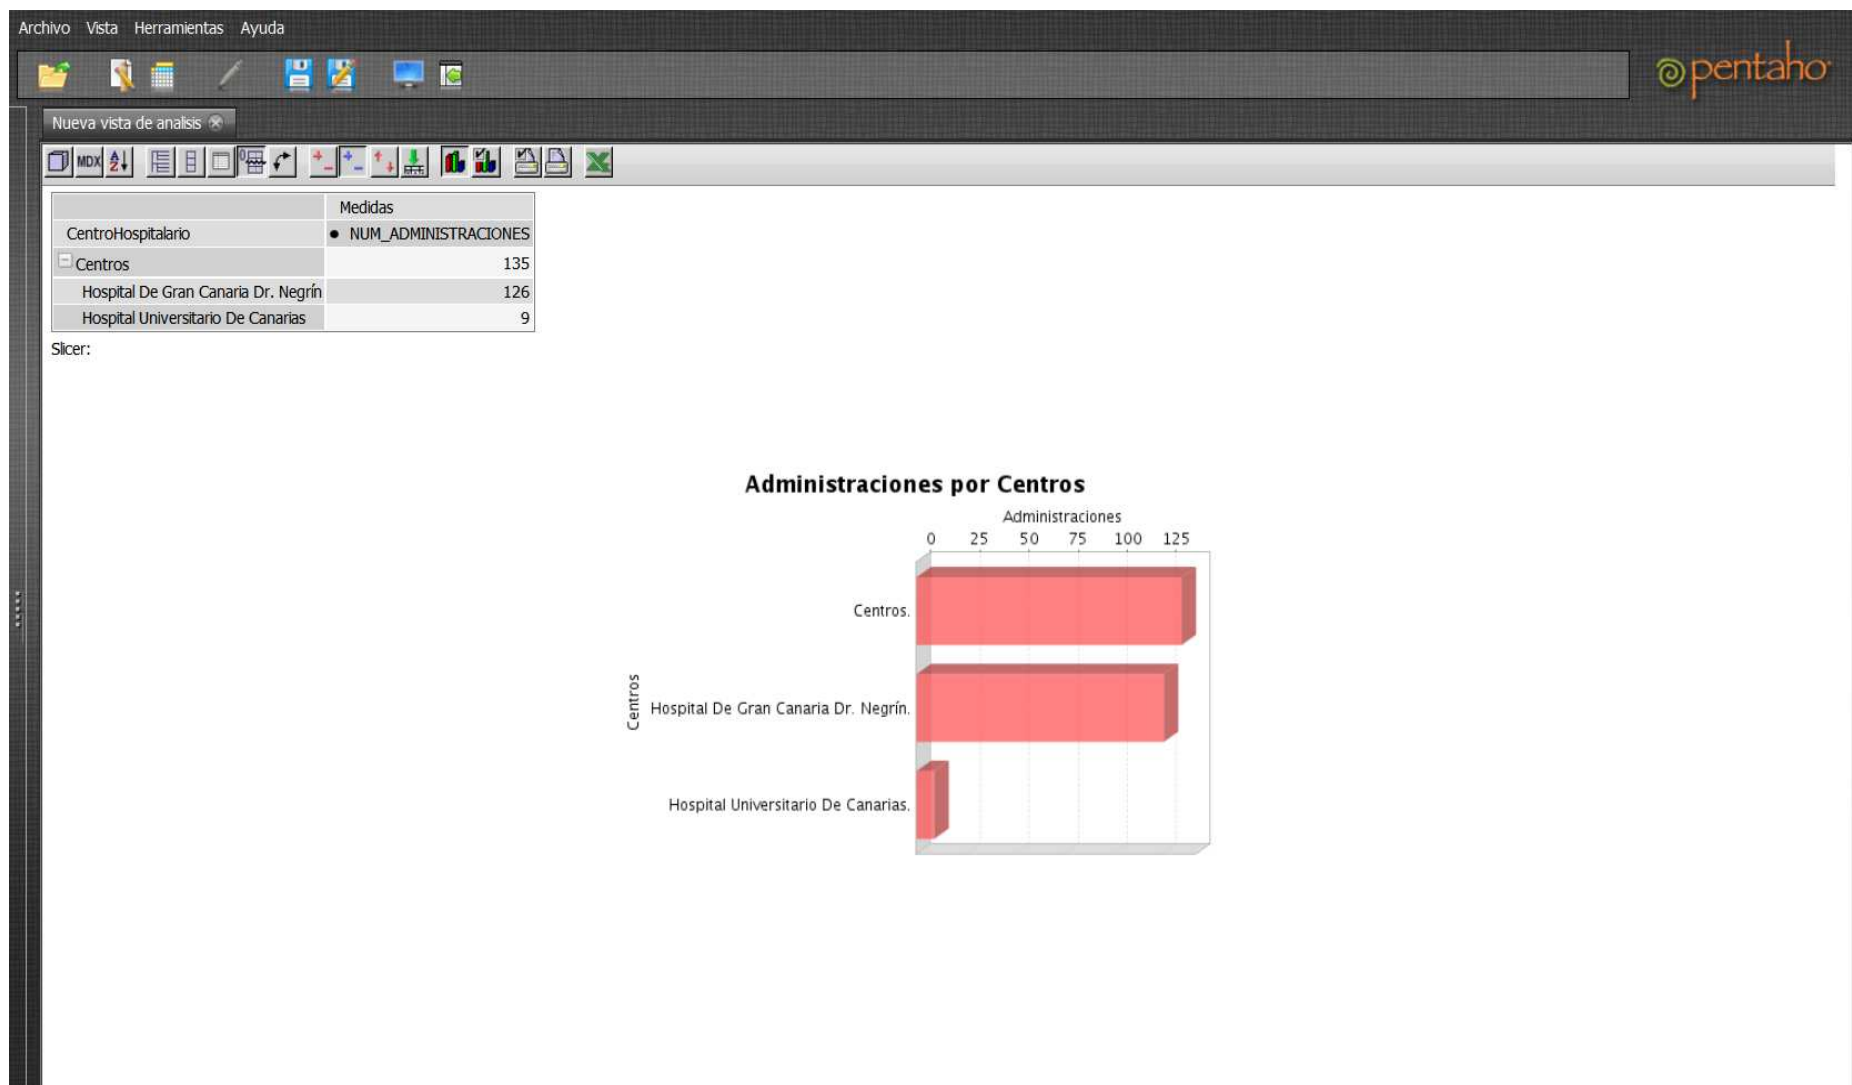 Archivo Vista Herramientas Ayuda
pentaho
Nueva vista de analisis
MDX
Medidas
CentroHospitalario NUM_ADMINISTRACIONES
Centros 135
Hospital De Gran Canaria Dr. Negrín 126
Hospital Universitario De Canarias 9
Slicer:
Administraciones por Centros
Administraciones
0 25 50 75 100 125
Centros.
Centros
Hospital De Gran Canaria Dr. Negrín.
Hospital Universitario De Canarias.